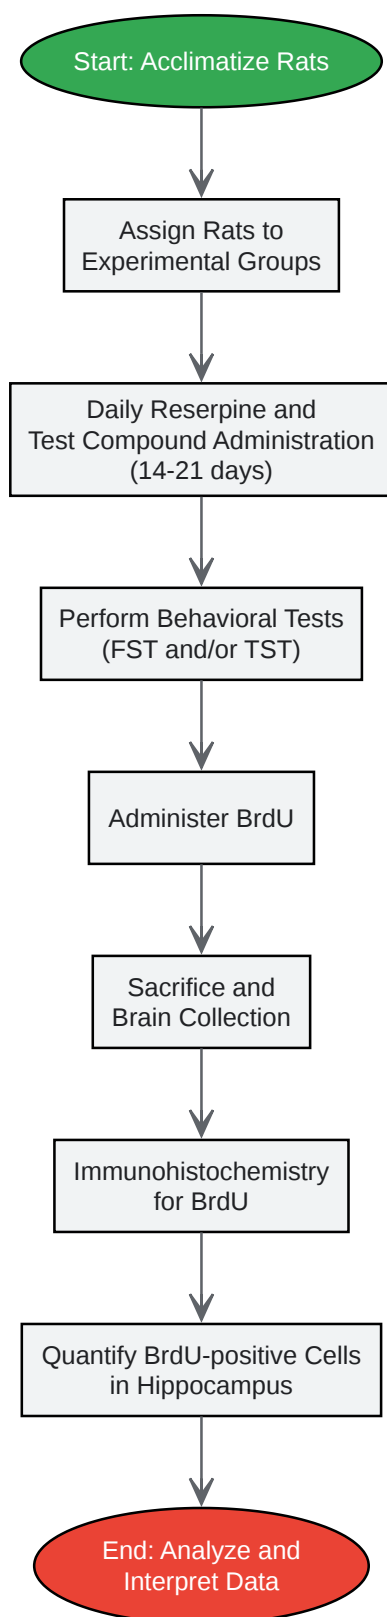 Start: Acclimatize Rats
Assign Rats to
Experimental Groups
Daily Reserpine and
Test Compound Administration
(14-21 days)
Perform Behavioral Tests
(FST and/or TST)
Administer BrdU
Sacrifice and
Brain Collection
Immunohistochemistry
for BrdU
Quantify BrdU-positive Cells
in Hippocampus
End: Analyze and
Interpret Data